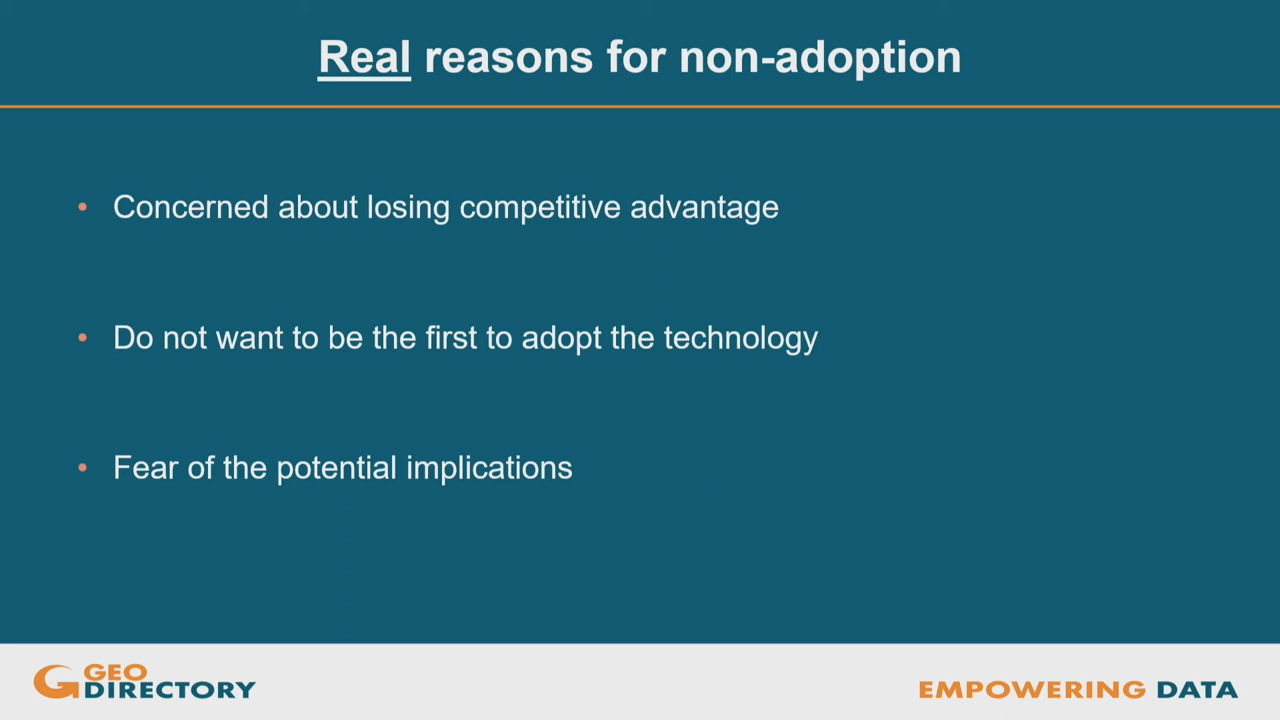 Real reasons for non-adoption
• Concerned about losing competitive advantage
• Do not want to be the first to adopt the technology
• Fear of the potential implications
GEO
DIRECTORY
EMPOWERING DATA